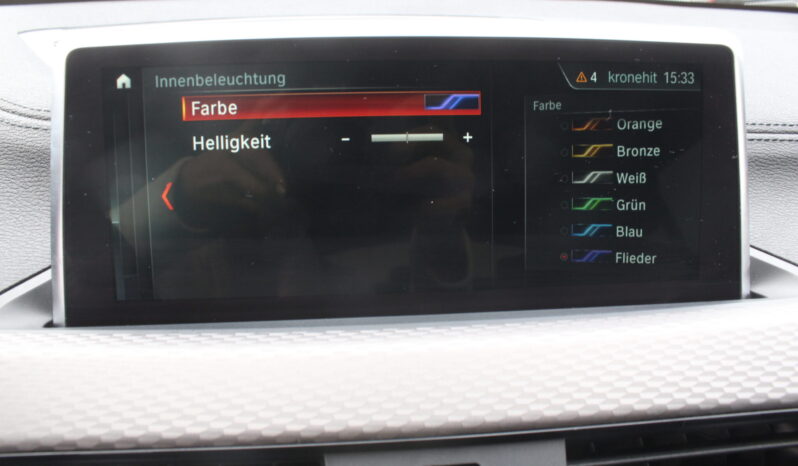 Innenbeleuchtung
4 kronehit 15:33
Farbe
Helligkeit - +
Farbe
Orange
Bronze
Weiß
Grün
Blau
Flieder